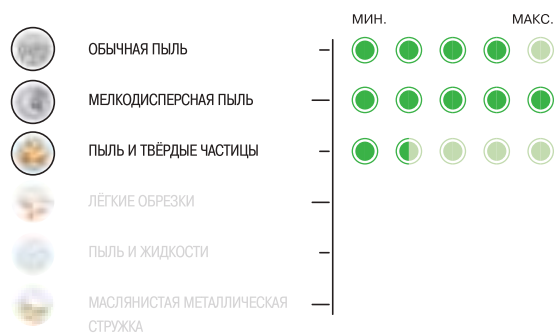 МИН. МАКС.
ОБЫЧНАЯ ПЫЛЬ
МЕЛКОДИСПЕРСНАЯ ПЫЛЬ
ПЫЛЬ И ТВЁРДЫЕ ЧАСТИЦЫ
ЛЁГКИЕ ОБРЕЗКИ
ПЫЛЬ И ЖИДКОСТИ
МАСЛЯНИСТАЯ МЕТАЛЛИЧЕСКАЯ
СТРУЖКА